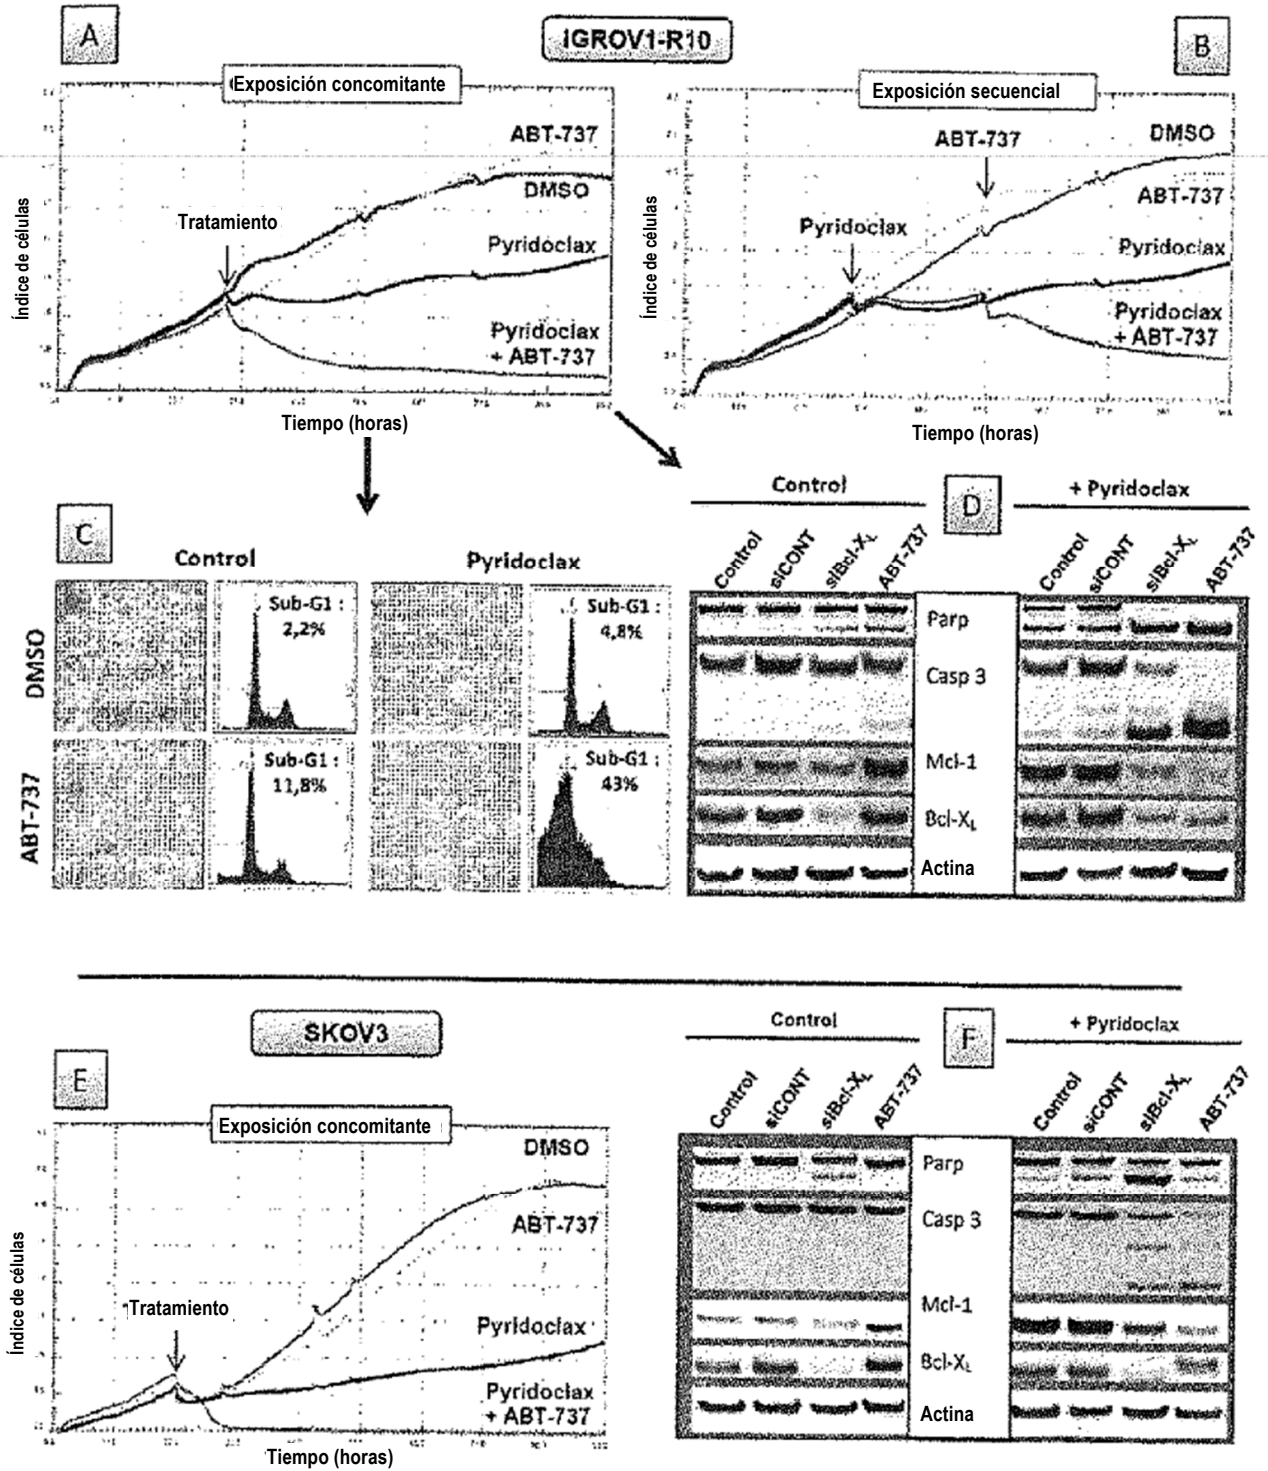 A
IGROV1-R10
B
Exposición concomitante
Exposición secuencial
ABT-737
DMSO
Pyridoclax
Pyridoclax
+ ABT-737
Tratamiento
Índice de células
Tiempo (horas)
DMSO
ABT-737
ABT-737
Pyridoclax
Pyridoclax
Pyridoclax
+ ABT-737
Índice de células
Tiempo (horas)
C
Control
Pyridoclax
DMSO
Sub-G1 :
2,2%
Sub-G1 :
4,8%
ABT-737
Sub-G1 :
11,8%
Sub-G1 :
43%
Control
D
+ Pyridoclax
Control
siCONT
siBcl-XL
ABT-737
Control
siCONT
siBcl-XL
ABT-737
Parp
Casp 3
Mcl-1
Bcl-XL
Actina
SKOV3
E
Exposición concomitante
DMSO
ABT-737
Tratamiento
Pyridoclax
Pyridoclax
+ ABT-737
Índice de células
Tiempo (horas)
Control
F
+ Pyridoclax
Control
siCONT
siBcl-XL
ABT-737
Control
siCONT
siBcl-XL
ABT-737
Parp
Casp 3
Mcl-1
Bcl-XL
Actina